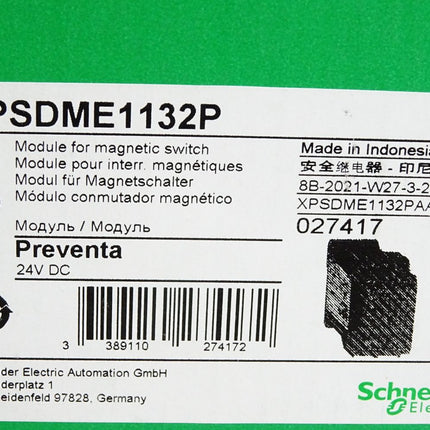 PSDME1132P
Module for magnetic switch
Module pour interr. magnétiques
Modul für Magnetschalter
Módulo conmutador magnético
Модуль / Модуль
Preventa
24V DC
Made in Indonesia
安全继电器 - 印尼
8B-2021-W27-3-2
XPSDME1132PAA
027417
3 389110 274172
der Electric Automation GmbH
derplatz 1
eidenfeld 97828, Germany
Schne
Ele